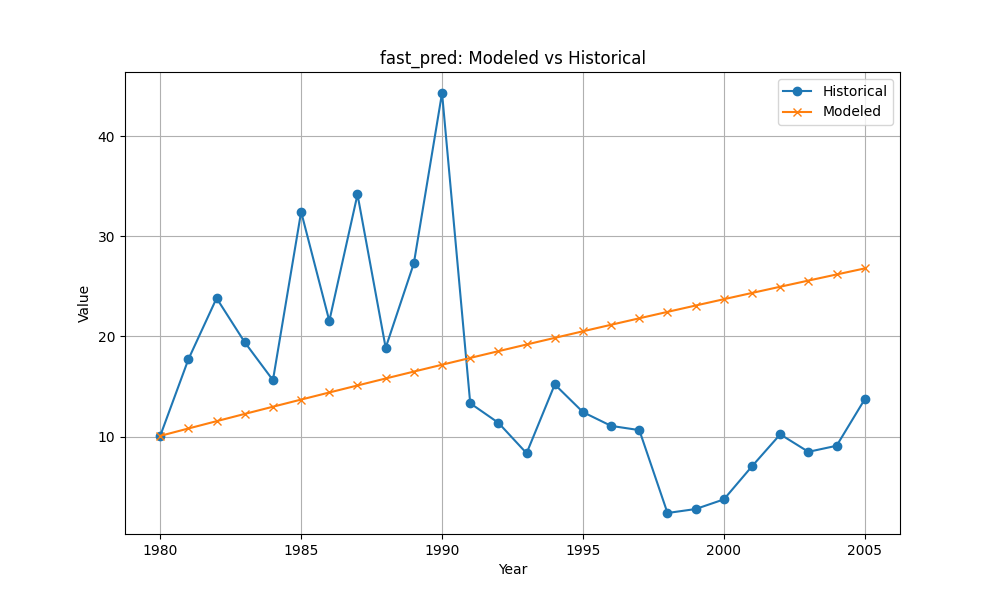 fast_pred: Modeled vs Historical
Historical
Modeled
Value
40
30
20
10
1980 1985 1990 1995 2000 2005
Year